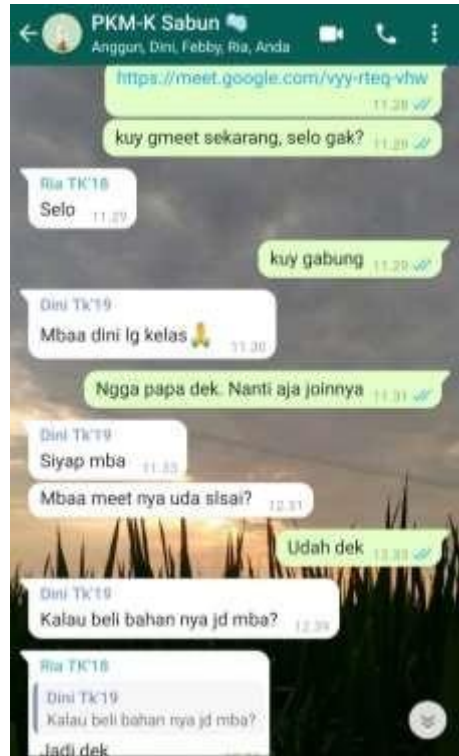 PKM-K Sabun
Anggun, Dini, Febby, Ria, Anda
https://meet.google.com/vyy-rteq-vhw
11.28
kuy gmeet sekarang, selo gak? 11.29
Ria TK'18
Selo 11.29
kuy gabung 11.29
Dini Tk'19
Mbaa dini lg kelas 11.30
Ngga papa dek. Nanti aja joinnya 11.31
Dini Tk'19
Siyap mba 11.33
Mbaa meet nya uda slsai? 12.31
Udah dek
Dini Tk'19
Kalau beli bahan nya jd mba? 12.39
Ria TK'18
Dini Tk'19
Kalau beli bahan nya jd mba?
Jadi dek